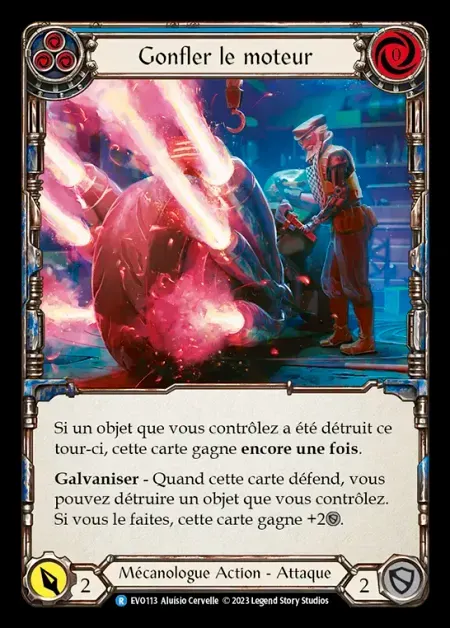 Gonfler le moteur
0
Si un objet que vous contrôlez a été détruit ce
tour-ci, cette carte gagne encore une fois.
Galvaniser - Quand cette carte défend, vous
pouvez détruire un objet que vous contrôlez.
Si vous le faites, cette carte gagne +2
2
Mécanologue Action - Attaque
2
R EVO113 Aluísio Cervelle © 2023 Legend Story Studios